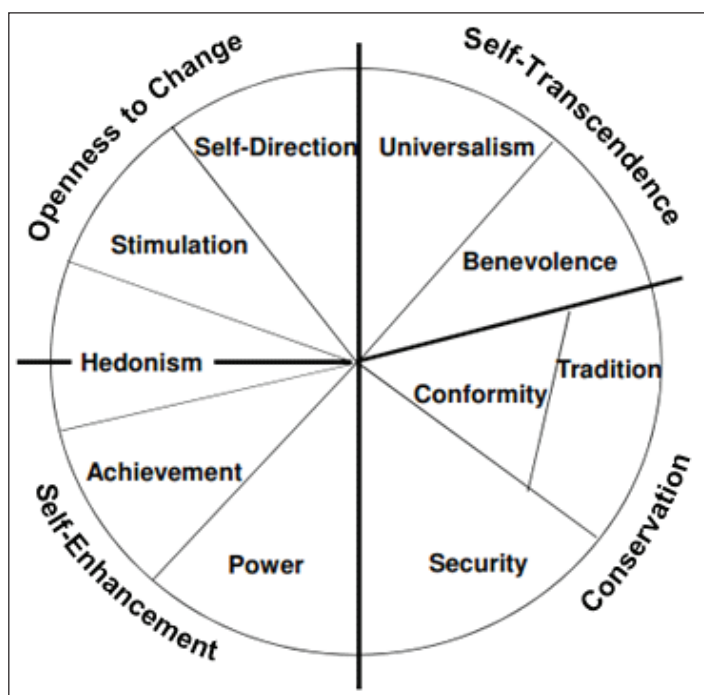 Openness to Change
Self-Transcendence
Self-Direction
Universalism
Stimulation
Benevolence
Hedonism
Tradition
Conformity
Achievement
Power
Security
Self-Enhancement
Conservation